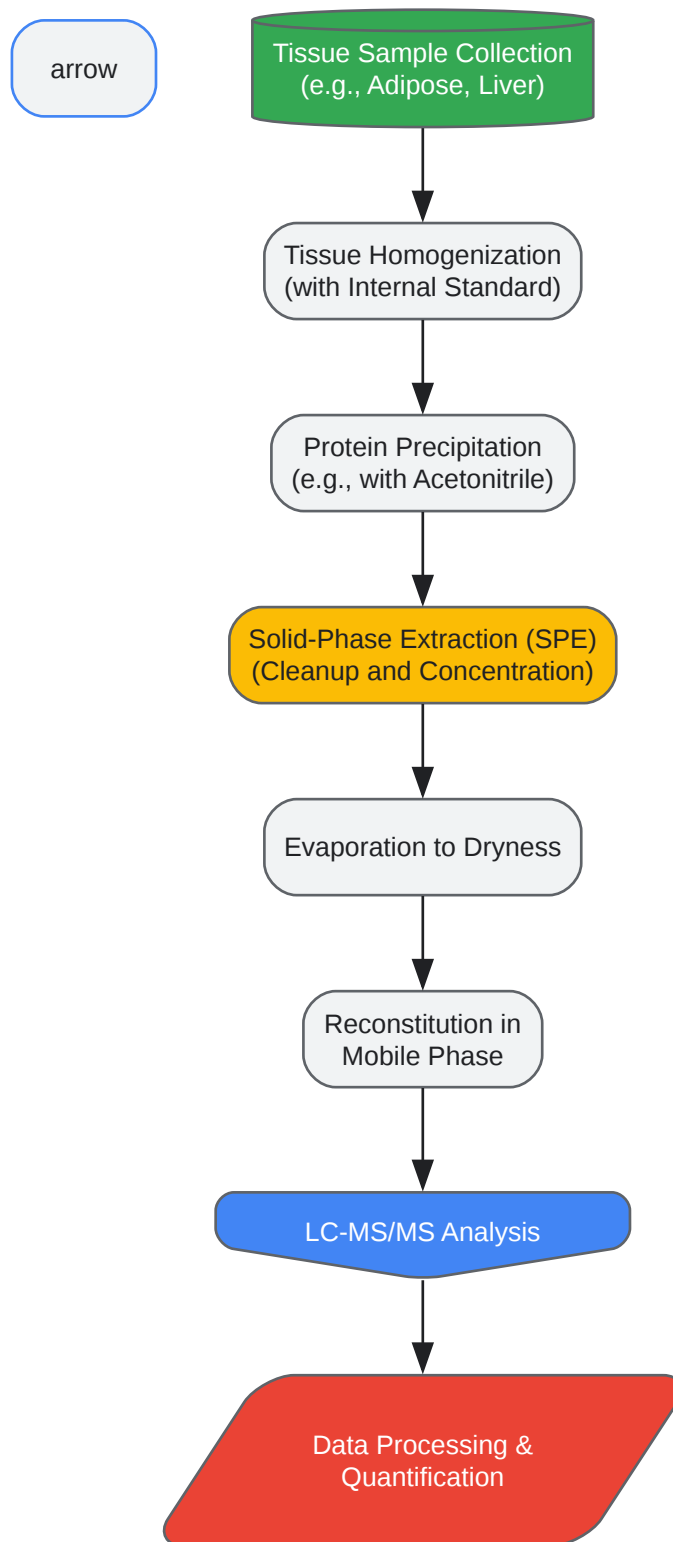 arrow
Tissue Sample Collection
(e.g., Adipose, Liver)
Tissue Homogenization
(with Internal Standard)
Protein Precipitation
(e.g., with Acetonitrile)
Solid-Phase Extraction (SPE)
(Cleanup and Concentration)
Evaporation to Dryness
Reconstitution in
Mobile Phase
LC-MS/MS Analysis
Data Processing &
Quantification